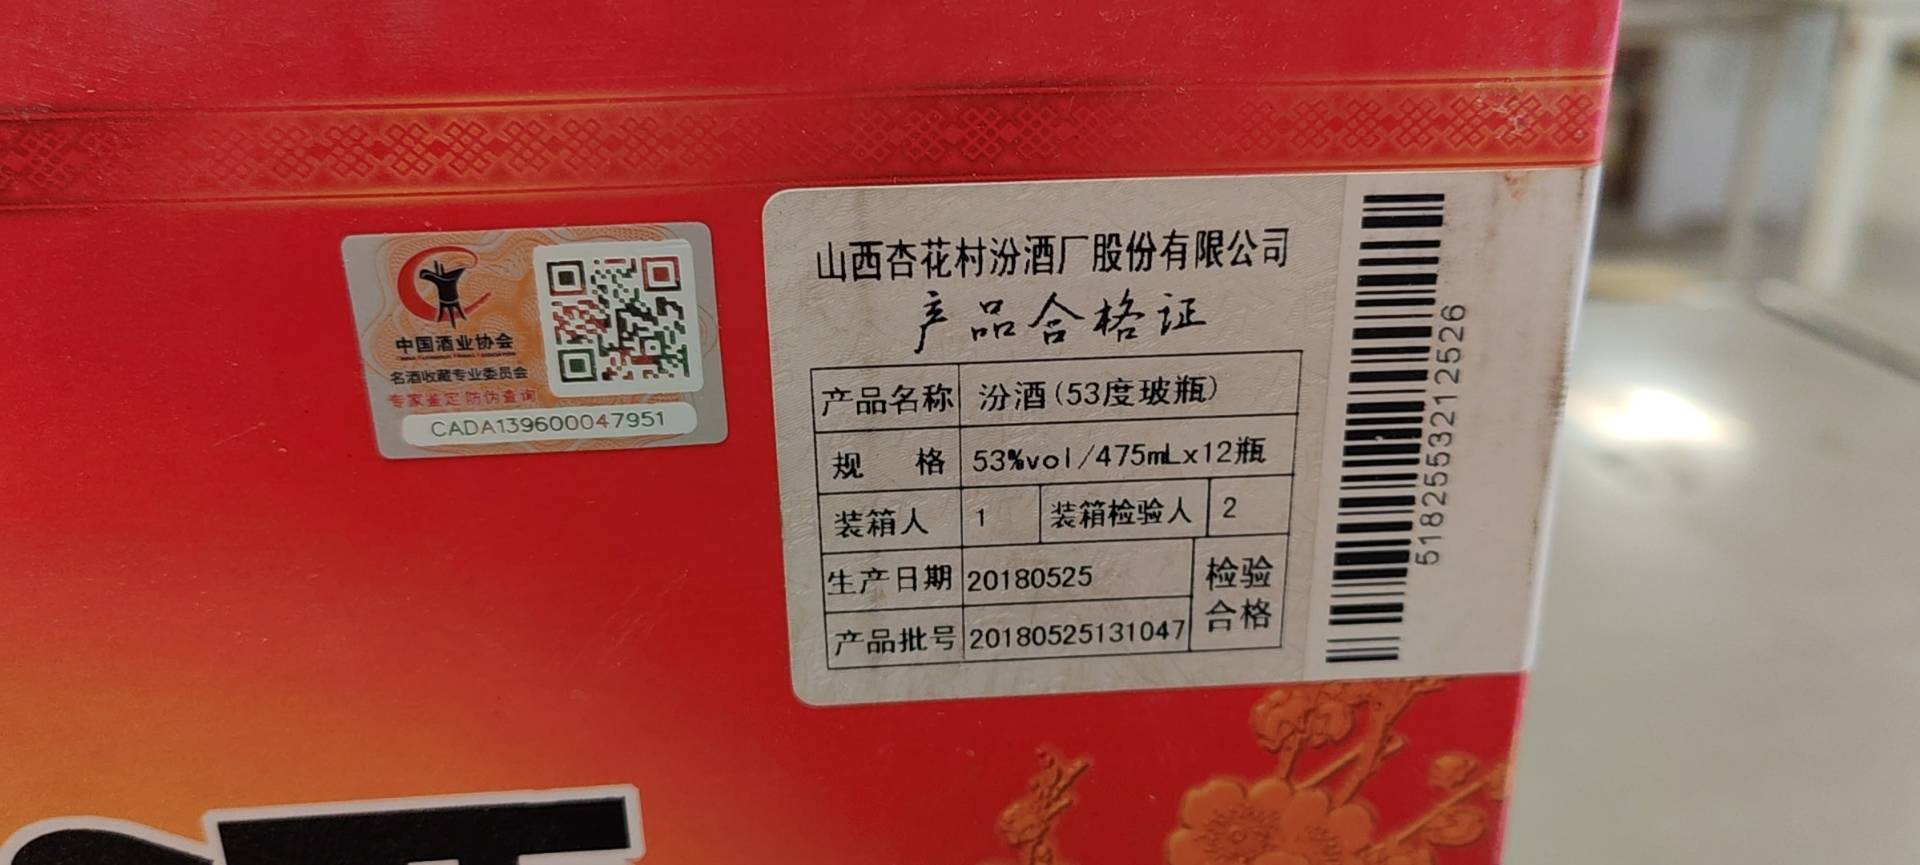 中国酒业协会
名酒收藏专业委员会
专家鉴定 防伪查询
CADA139600047951
山西杏花村汾酒厂股份有限公司
产品合格证
产品名称 汾酒(53度玻瓶)
规 格 53%vol/475mLx12瓶
装箱人 1 装箱检验人 2
生产日期 20180525
检验合格
产品批号 20180525131047
518255321252​6